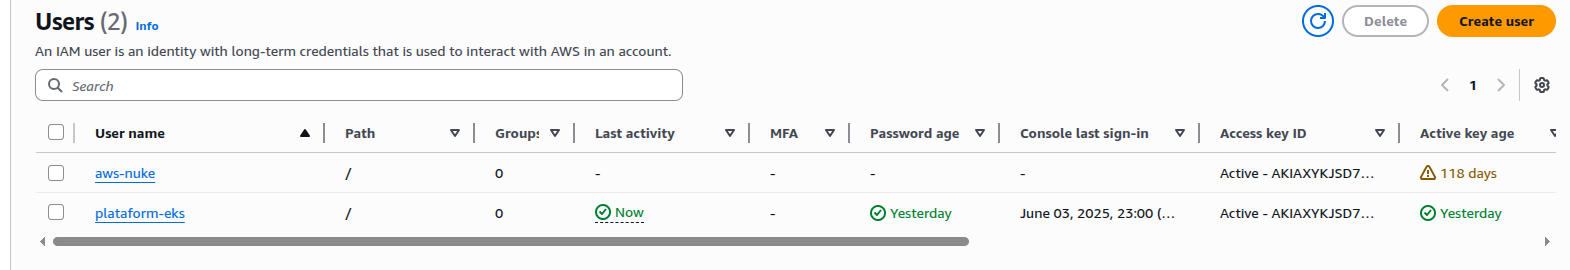 Users (2) Info
Delete
Create user
An IAM user is an identity with long-term credentials that is used to interact with AWS in an account.
Search
1
User name Path Groups Last activity MFA Password age Console last sign-in Access key ID Active key age
aws-nuke / 0 - - - - Active - AKIAXYKJSD7... 118 days
plataform-eks / 0 Now - Yesterday June 03, 2025, 23:00 (... Active - AKIAXYKJSD7... Yesterday